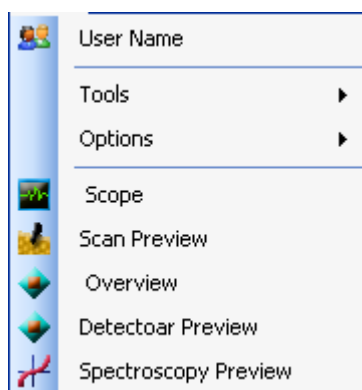 User Name
Tools
Options
Scope
Scan Preview
Overview
Detectoar Preview
Spectroscopy Preview